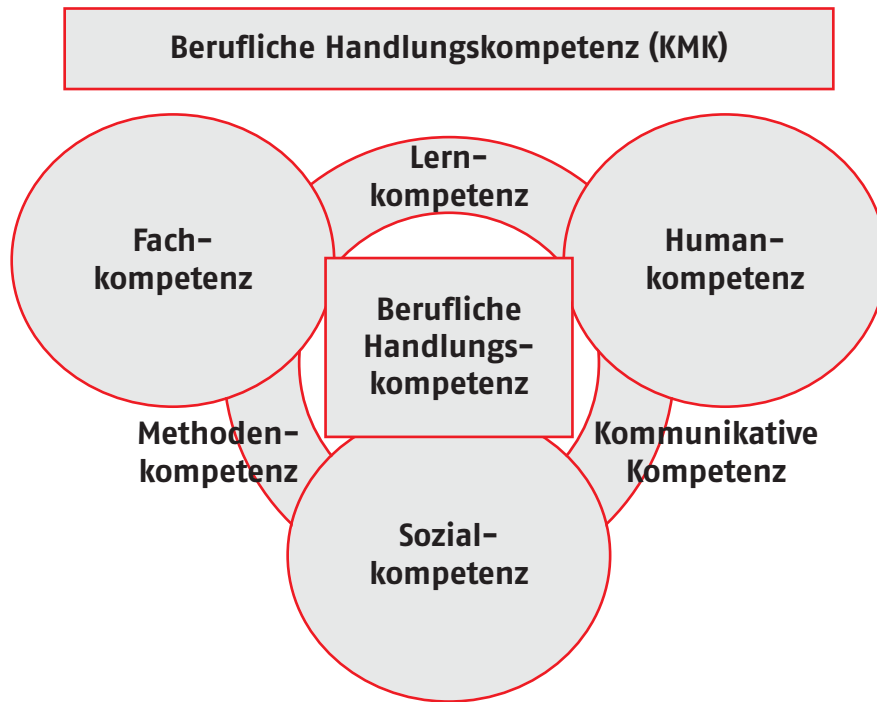 Berufliche Handlungskompetenz (KMK)
Lern-
kompetenz
Fach-
kompetenz
Human-
kompetenz
Berufliche
Handlungs-
kompetenz
Methoden-
kompetenz
Kommunikative
Kompetenz
Sozial-
kompetenz